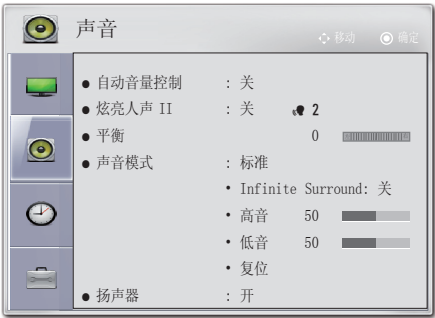 声音
移动 确定
● 自动音量控制 : 关
● 炫亮人声 II : 关 2
● 平衡 0
● 声音模式 : 标准
• Infinite Surround: 关
• 高音 50
• 低音 50
• 复位
● 扬声器 : 开